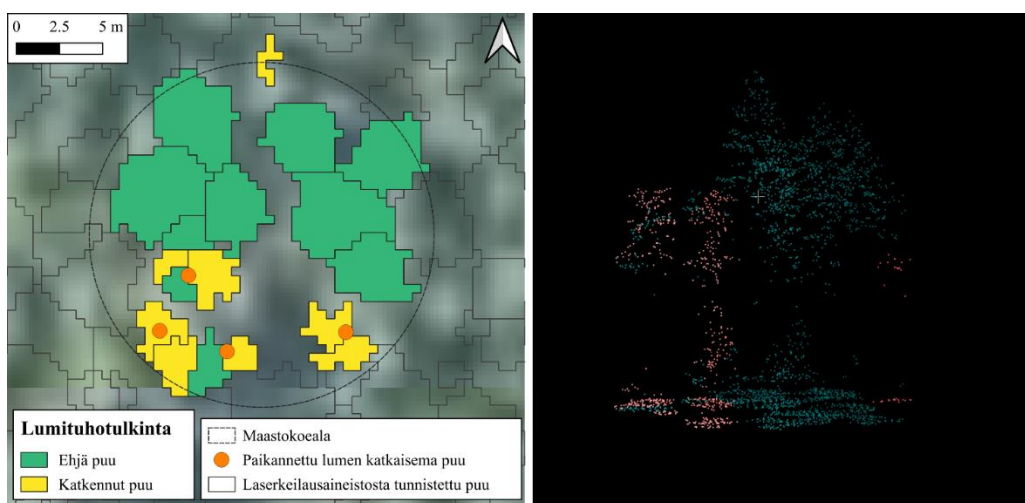 0 2.5 5 m
Lumituhotulkinta
Ehjä puu
Katkennut puu
Maastokoeala
Paikannettu lumen katkaisema puu
Laserkeilausaineistosta tunnistettu puu